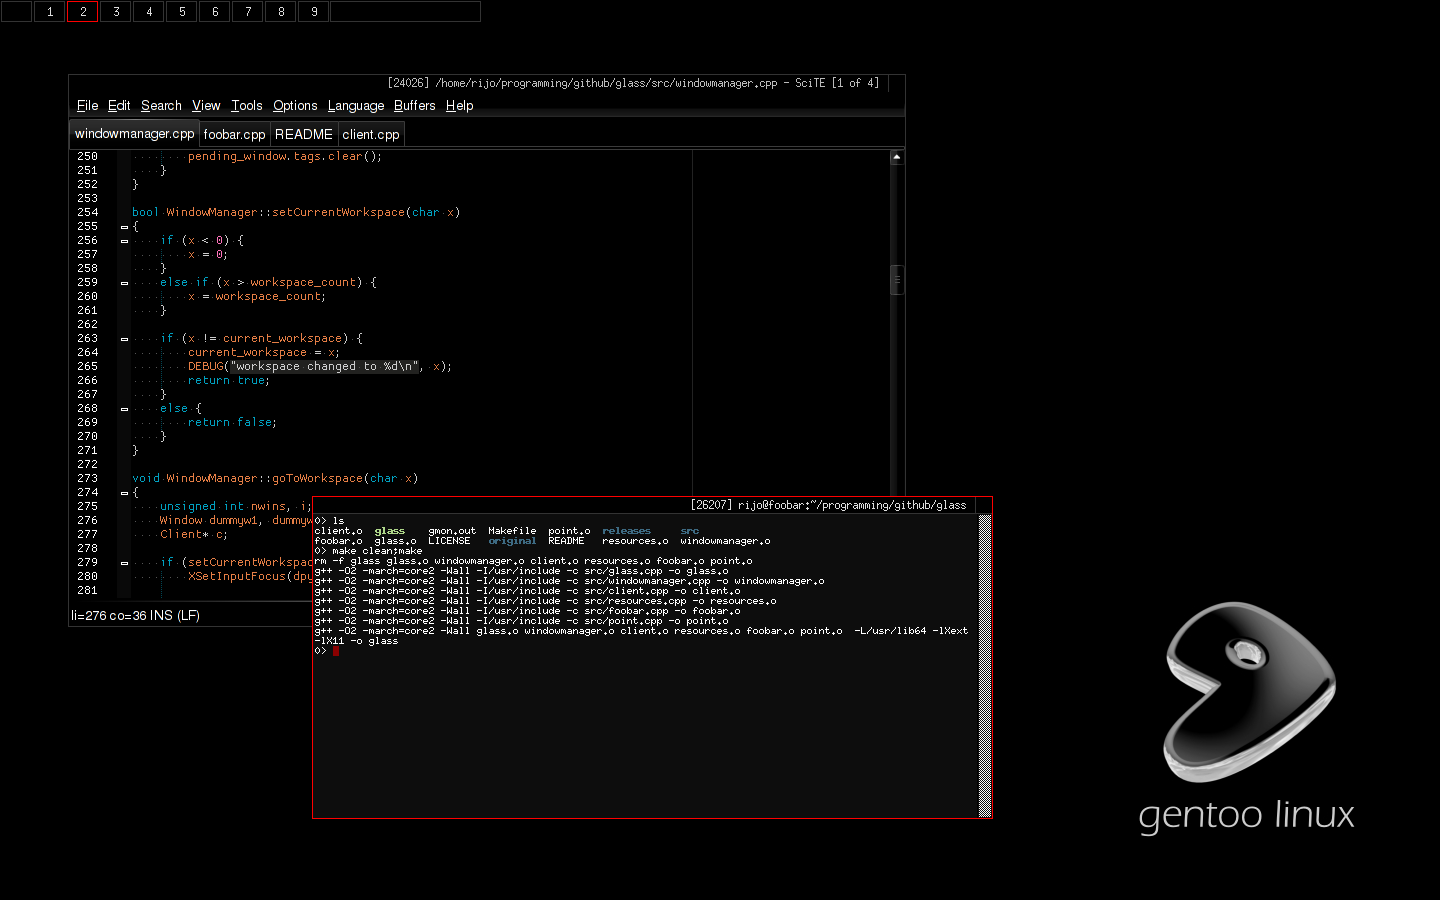 1 2 3 4 5 6 7 8 9
[24026] /home/rijo/programming/github/glass/src/windowmanager.cpp - SciTE [1 of 4]
File Edit Search View Tools Options Language Buffers Help
windowmanager.cpp foobar.cpp README client.cpp
250 pending_window.tags.clear();
251 }
252 }
253
254 bool WindowManager::setCurrentWorkspace(char x)
255 {
256 if (x < 0) {
257 x = 0;
258 }
259 else if (x > workspace_count) {
260 x = workspace_count;
261 }
262
263 if (x != current_workspace) {
264 current_workspace = x;
265 DEBUG("workspace changed to %d\n", x);
266 return true;
267 }
268 else {
269 return false;
270 }
271 }
272
273 void WindowManager::goToWorkspace(char x)
274 {
275 unsigned int nwins, i;
276 Window dummyw1, dummyw
277 Client* c;
278
279 if (setCurrentWorkspac
280 XSetInputFocus(dpy
281
li=276 co=36 INS (LF)
[26207] rijo@foobar:~/programming/github/glass
0> ls
client.o glass gmon.out Makefile point.o releases src
foobar.o glass.o LICENSE original README resources.o windowmanager.o
0> make clean;make
rm -f glass glass.o windowmanager.o client.o resources.o foobar.o point.o
g++ -O2 -march=core2 -Wall -I/usr/include -c src/glass.cpp -o glass.o
g++ -O2 -march=core2 -Wall -I/usr/include -c src/windowmanager.cpp -o windowmanager.o
g++ -O2 -march=core2 -Wall -I/usr/include -c src/client.cpp -o client.o
g++ -O2 -march=core2 -Wall -I/usr/include -c src/resources.cpp -o resources.o
g++ -O2 -march=core2 -Wall -I/usr/include -c src/foobar.cpp -o foobar.o
g++ -O2 -march=core2 -Wall -I/usr/include -c src/point.cpp -o point.o
g++ -O2 -march=core2 -Wall glass.o windowmanager.o client.o resources.o foobar.o point.o -L/usr/lib64 -lXext
-lX11 -o glass
0>
gentoo linux